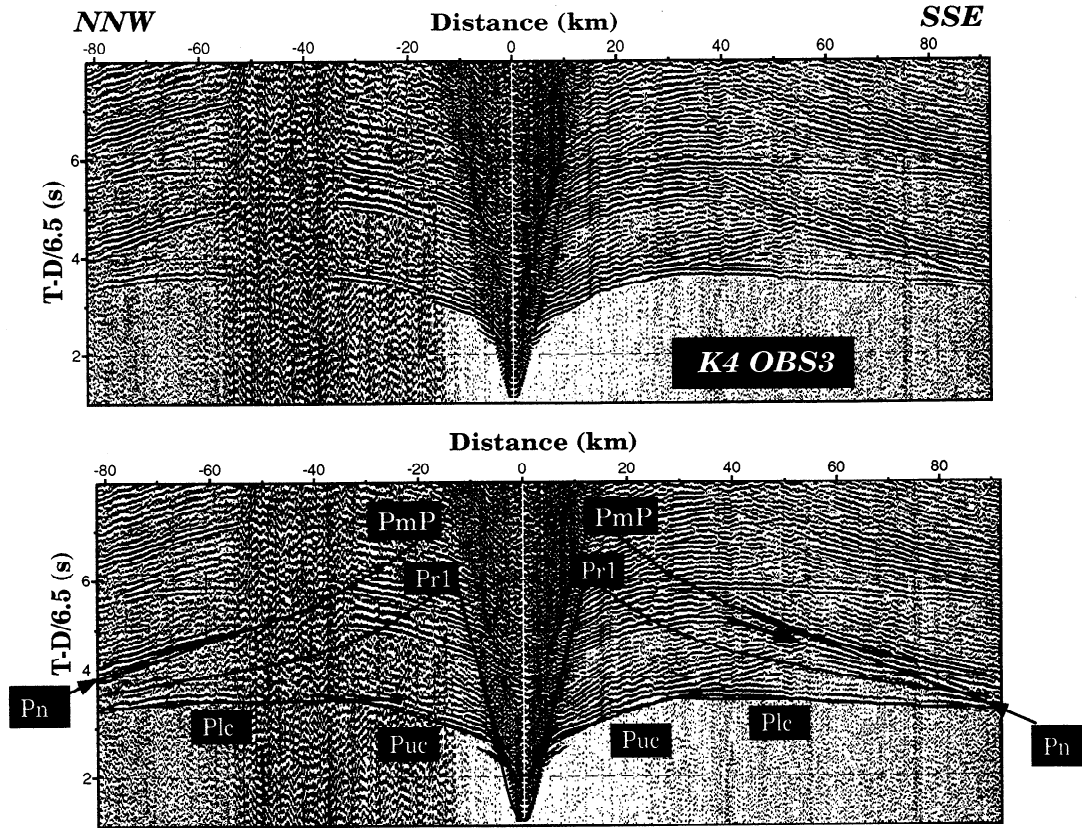 NNW Distance (km) SSE
-80 -60 -40 -20 0 20 40 60 80
6
T-D/6.5 (s)
4
2
K4 OBS3
Distance (km)
-80 -60 -40 -20 0 20 40 60 80
PmP PmP
Pr1 Pr1
6
T-D/6.5 (s)
4
Pn Plc Puc Puc Plc Pn
2